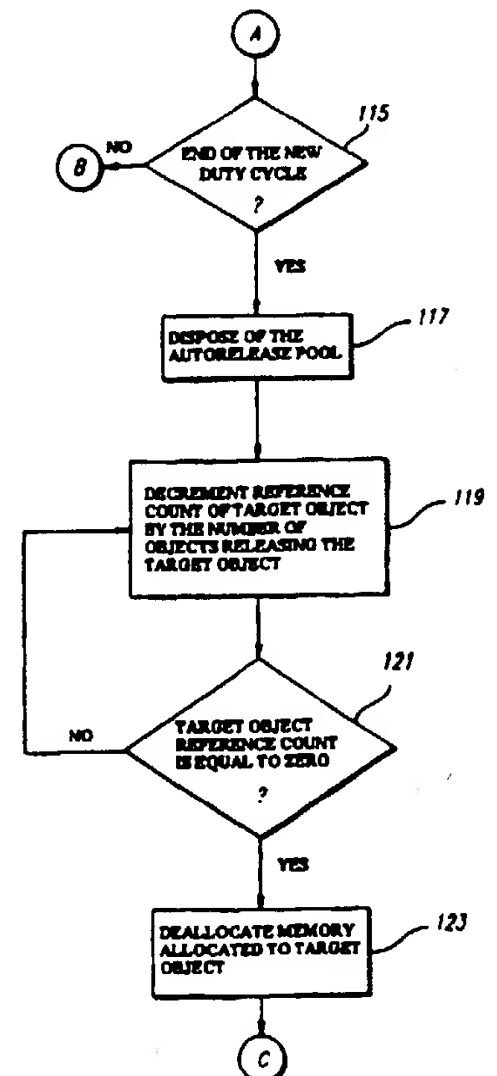 A
115
END OF THE NEW
DUTY CYCLE
?
NO
B
YES
117
DISPOSE OF THE
AUTORELEASE POOL
119
DECREMENT REFERENCE
COUNT OF TARGET OBJECT
BY THE NUMBER OF
OBJECTS RELEASING THE
TARGET OBJECT
121
TARGET OBJECT
REFERENCE COUNT
IS EQUAL TO ZERO
?
NO
YES
123
DEALLOCATE MEMORY
ALLOCATED TO TARGET
OBJECT
C